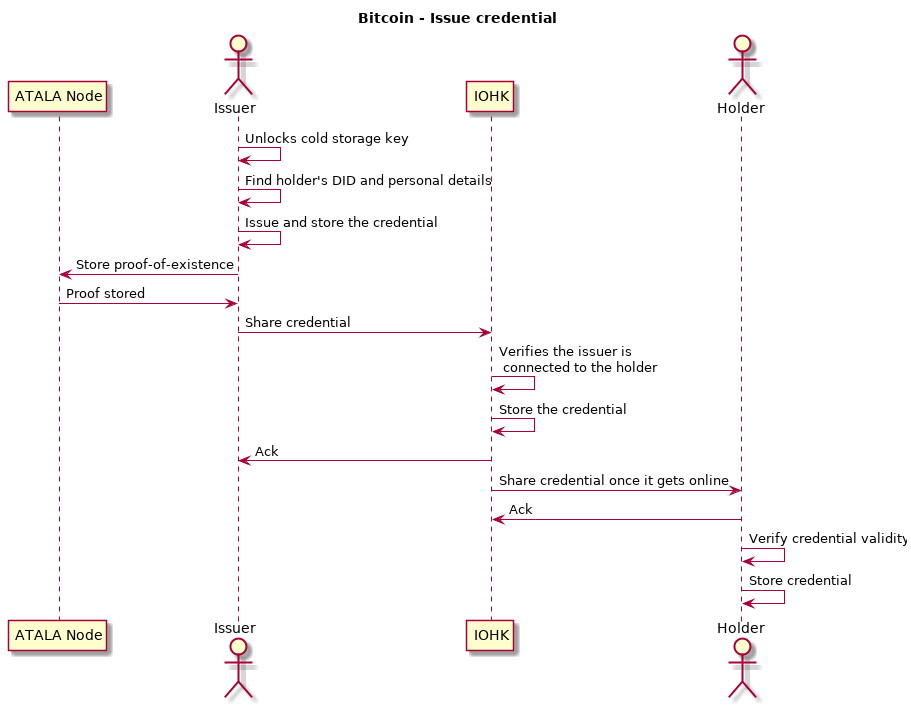 Bitcoin - Issue credential
ATALA Node
Issuer
IOHK
Holder
Unlocks cold storage key
Find holder's DID and personal details
Issue and store the credential
Store proof-of-existence
Proof stored
Share credential
Verifies the issuer is
connected to the holder
Store the credential
Ack
Share credential once it gets online
Ack
Verify credential validity
Store credential
ATALA Node
Issuer
IOHK
Holder